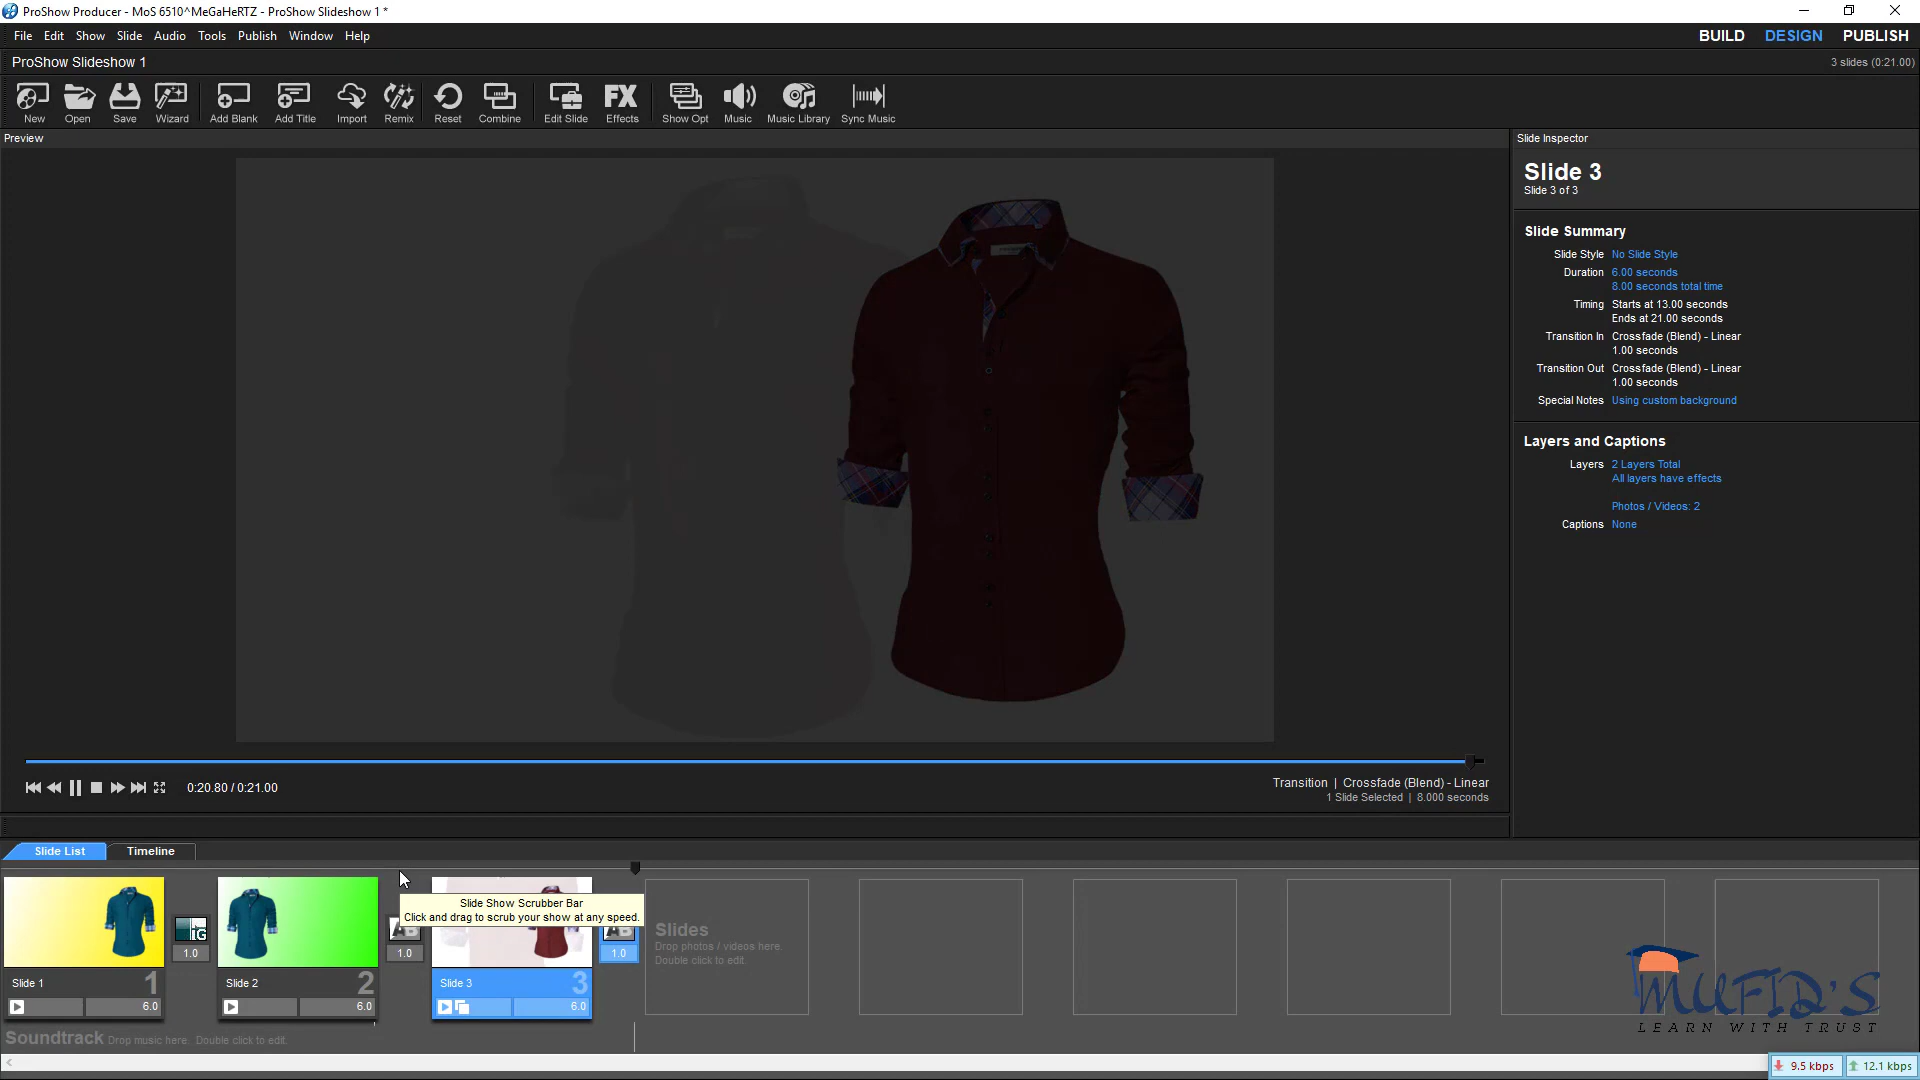 ProShow Producer - MoS 6510^MeGaHeRTZ - ProShow Slideshow 1 *
File Edit Show Slide Audio Tools Publish Window Help
BUILD DESIGN PUBLISH
ProShow Slideshow 1
3 slides (0:21.00)
New Open Save Wizard Add Blank Add Title Import Remix Reset Combine Edit Slide FX Effects Show Opt Music Music Library Sync Music
Preview
Slide Inspector
Slide 3
Slide 3 of 3
Slide Summary
Slide Style No Slide Style
Duration 6.00 seconds
8.00 seconds total time
Timing Starts at 13.00 seconds
Ends at 21.00 seconds
Transition In Crossfade (Blend) - Linear
1.00 seconds
Transition Out Crossfade (Blend) - Linear
1.00 seconds
Special Notes Using custom background
Layers and Captions
Layers 2 Layers Total
All layers have effects
Photos / Videos: 2
Captions None
0:20.80 / 0:21.00
Transition | Crossfade (Blend) - Linear
1 Slide Selected | 8.000 seconds
Slide List Timeline
Slide Show Scrubber Bar
Click and drag to scrub your show at any speed.
IG
AB
AB
1.0
1.0
1.0
Slides
Drop photos / videos here.
Double click to edit.
Slide 1 1
Slide 2 2
Slide 3 3
6.0
6.0
6.0
Soundtrack Drop music here. Double click to edit.
MUFID'S
LEARN WITH TRUST
9.5 kbps 12.1 kbps